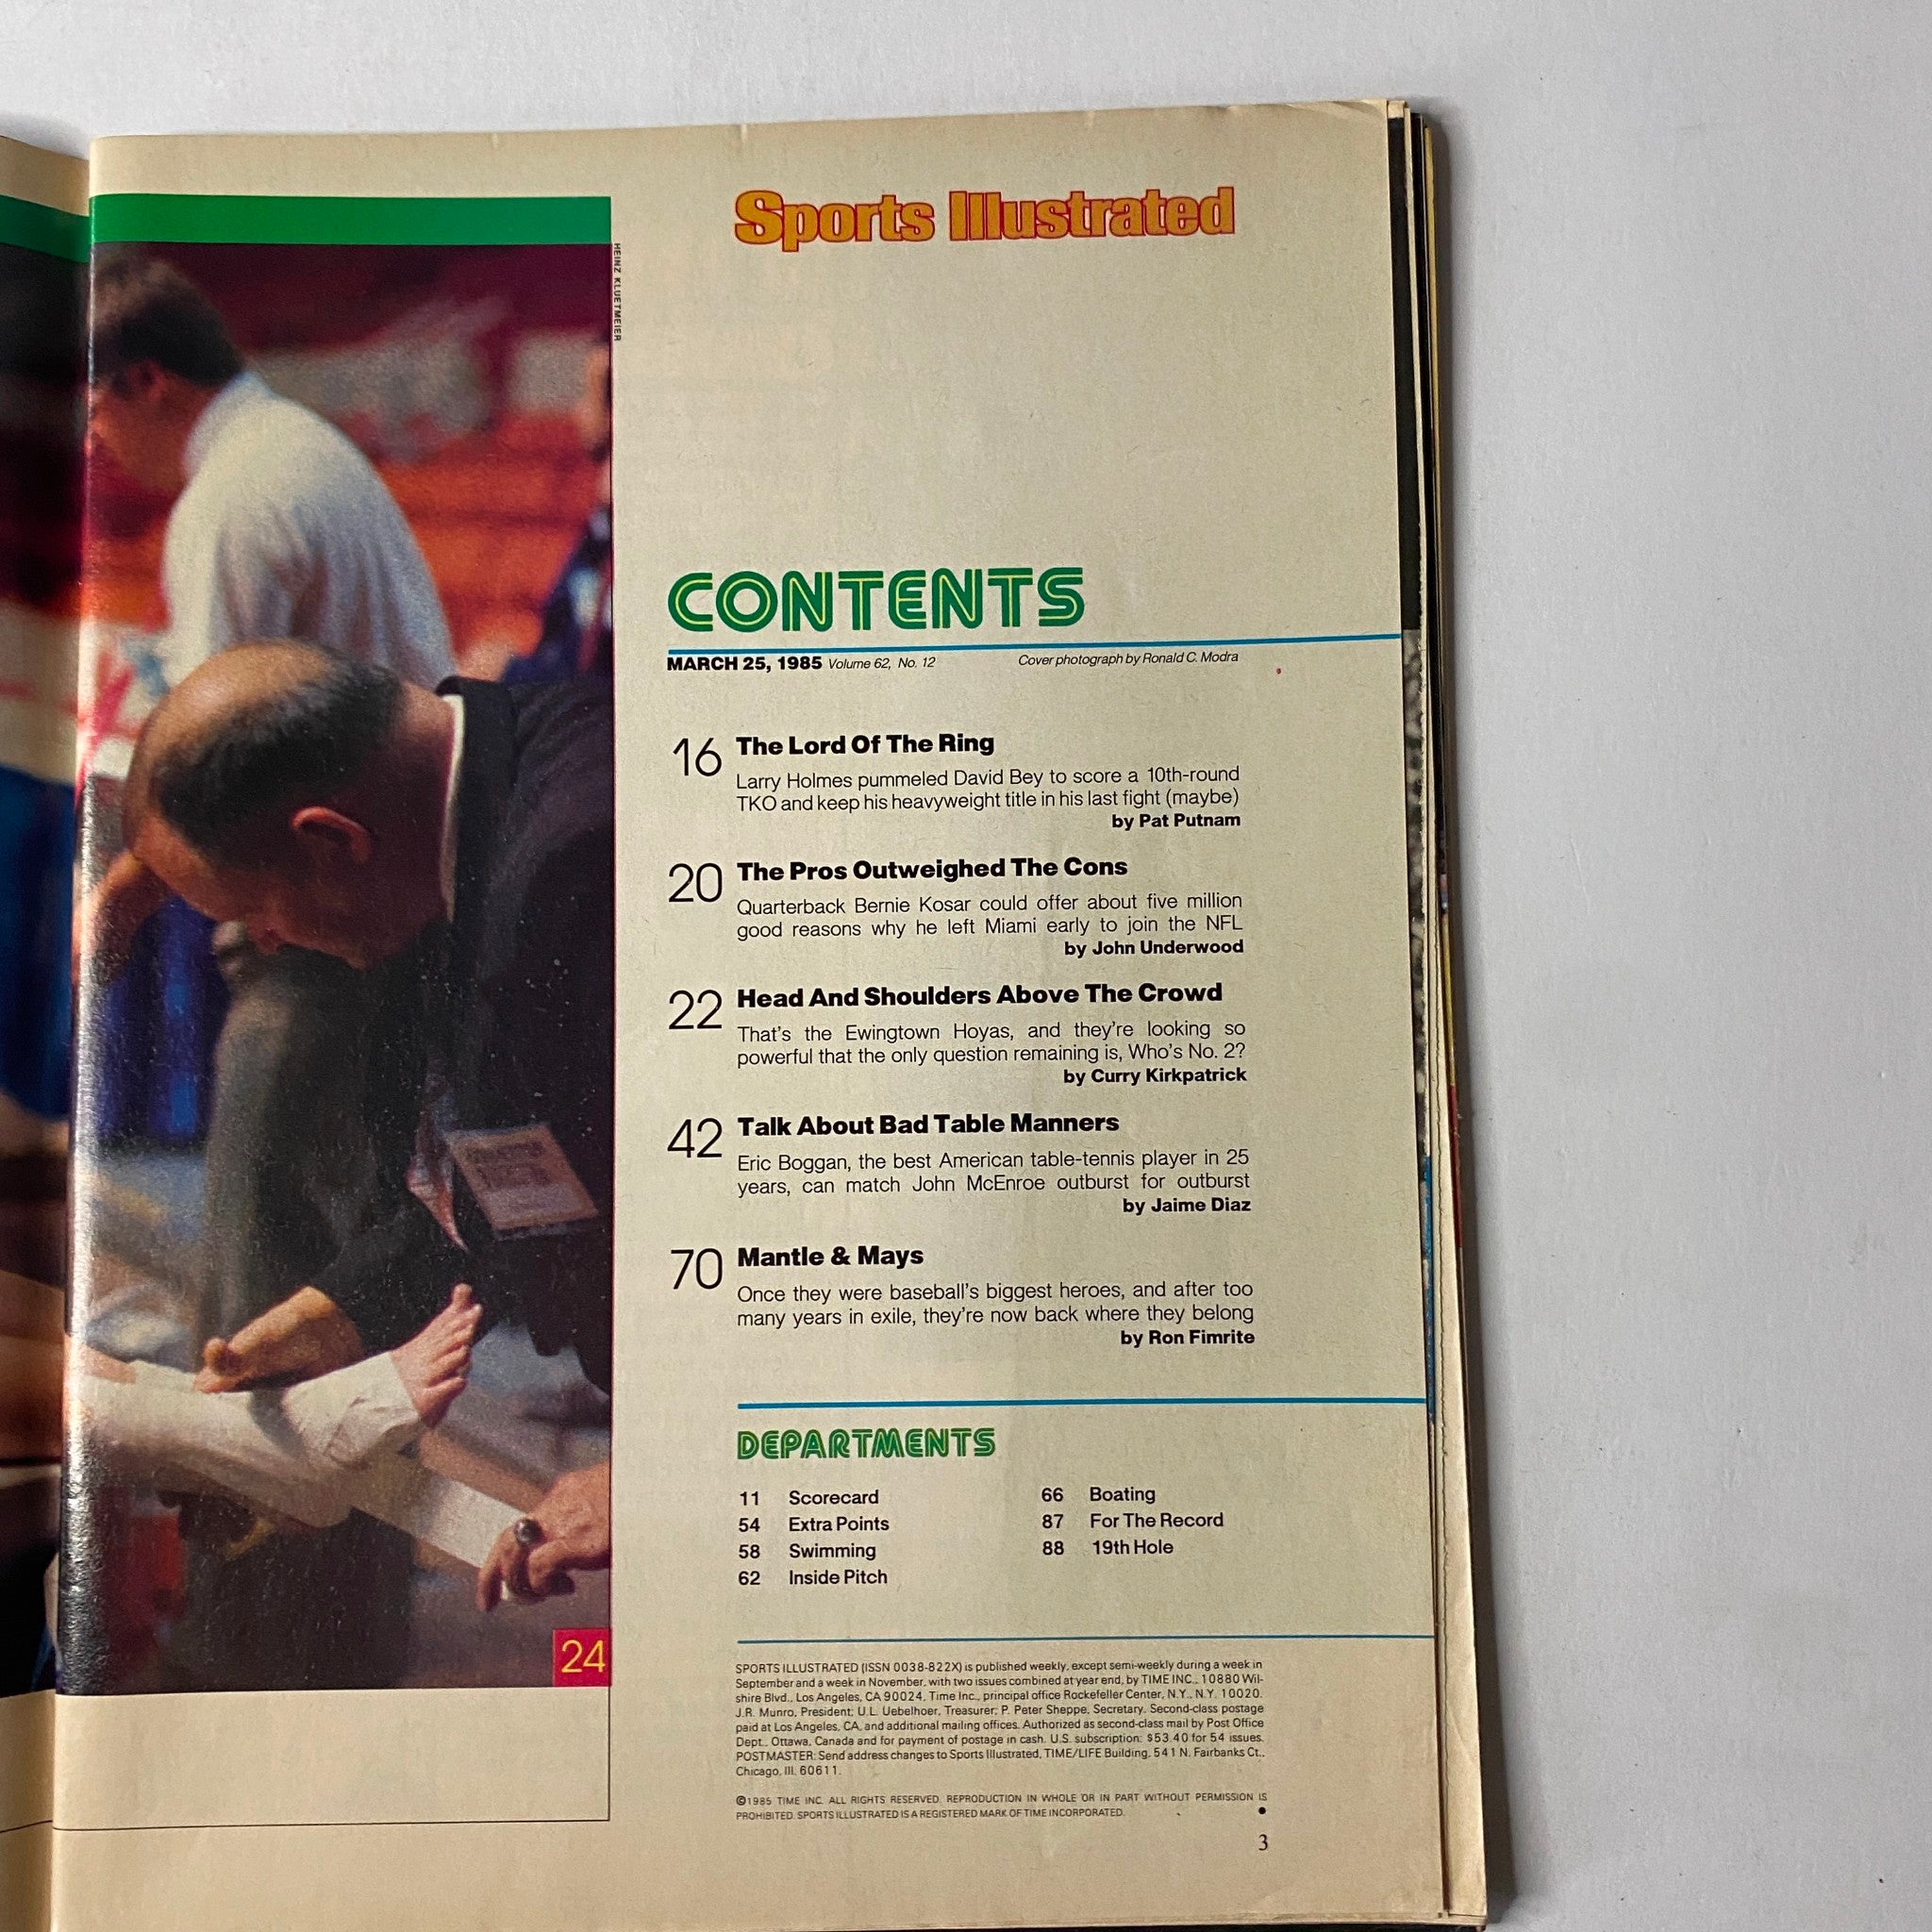 HEINZ KLUETMEIER
24
Sports Illustrated
CONTENTS
MARCH 25, 1985 Volume 62, No. 12
Cover photograph by Ronald C. Modra
16 The Lord Of The Ring
Larry Holmes pummeled David Bey to score a 10th-round
TKO and keep his heavyweight title in his last fight (maybe)
by Pat Putnam
20 The Pros Outweighed The Cons
Quarterback Bernie Kosar could offer about five million
good reasons why he left Miami early to join the NFL
by John Underwood
22 Head And Shoulders Above The Crowd
That's the Ewingtown Hoyas, and they're looking so
powerful that the only question remaining is, Who's No. 2?
by Curry Kirkpatrick
42 Talk About Bad Table Manners
Eric Boggan, the best American table-tennis player in 25
years, can match John McEnroe outburst for outburst
by Jaime Diaz
70 Mantle & Mays
Once they were baseball's biggest heroes, and after too
many years in exile, they're now back where they belong
by Ron Fimrite
DEPARTMENTS
11 Scorecard
54 Extra Points
58 Swimming
62 Inside Pitch
66 Boating
87 For The Record
88 19th Hole
SPORTS ILLUSTRATED (ISSN 0038-822X) is published weekly, except semi-weekly during a week in
September and a week in November, with two issues combined at year end, by TIME INC., 10880 Wil-
shire Blvd., Los Angeles, CA 90024. Time Inc., principal office Rockefeller Center, N.Y., N.Y. 10020.
J.R. Munro, President; U.L. Uebelhoer, Treasurer; P. Peter Sheppe, Secretary. Second-class postage
paid at Los Angeles, CA. and additional mailing offices. Authorized as second-class mail by Post Office
Dept., Ottawa, Canada and for payment of postage in cash. U.S. subscription: $53.40 for 54 issues.
POSTMASTER: Send address changes to Sports Illustrated, TIME/LIFE Building, 541 N. Fairbanks Ct.,
Chicago, Ill. 60611.
©1985 TIME INC. ALL RIGHTS RESERVED. REPRODUCTION IN WHOLE OR IN PART WITHOUT PERMISSION IS
PROHIBITED. SPORTS ILLUSTRATED IS A REGISTERED MARK OF TIME INCORPORATED.
3